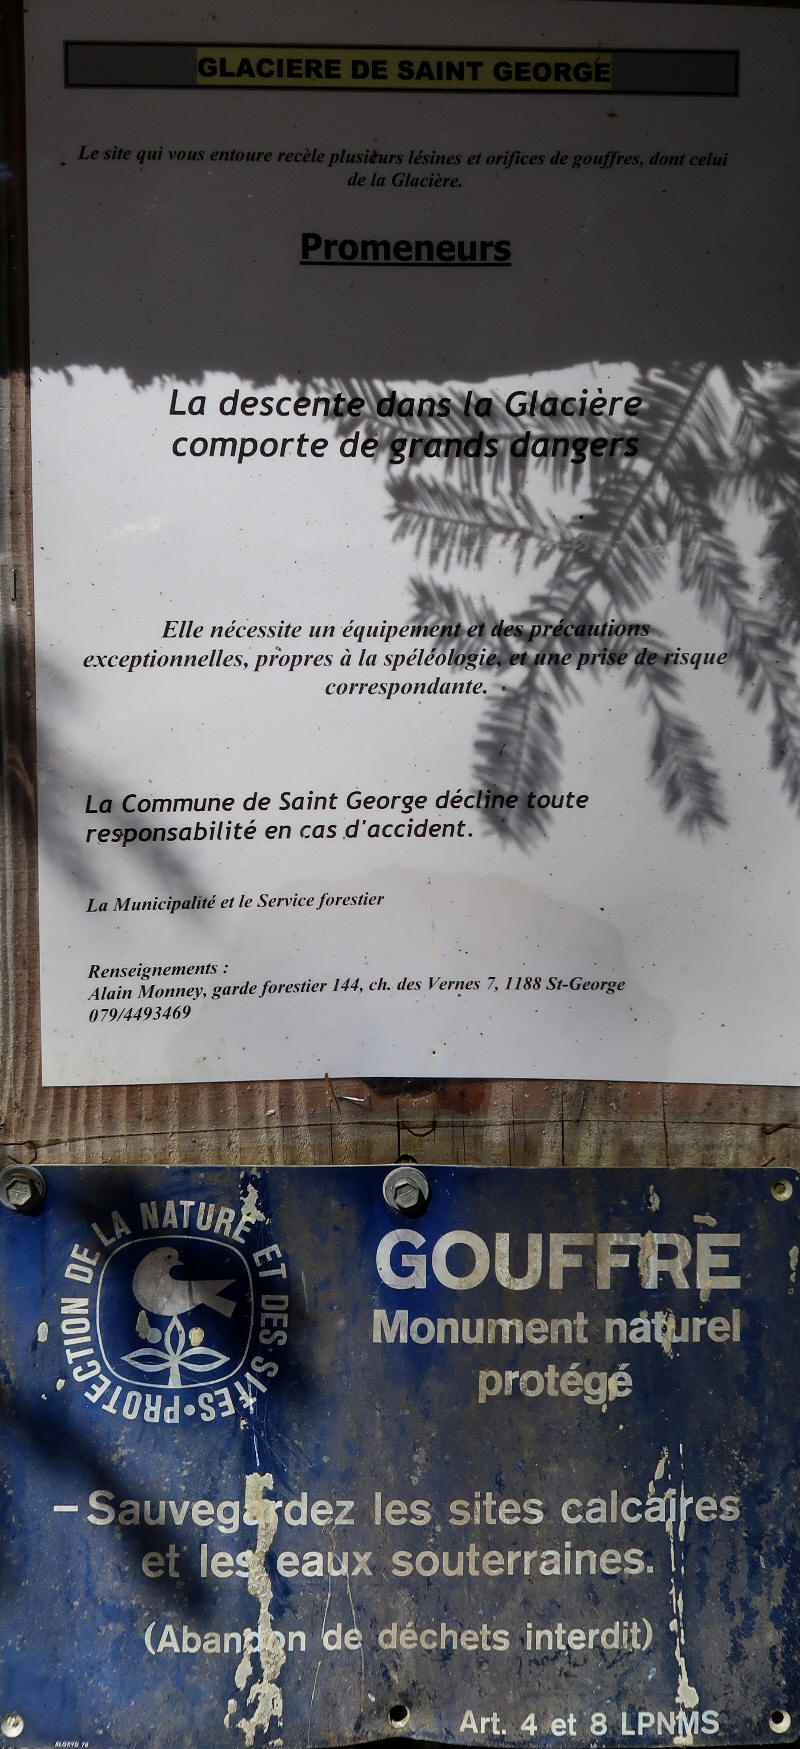 GLACIERE DE SAINT GEORGE
Le site qui vous entoure recèle plusieurs lésines et orifices de gouffres, dont celui
de la Glacière.
Promeneurs
La descente dans la Glacière
comporte de grands dangers
Elle nécessite un équipement et des précautions
exceptionnelles, propres à la spéléologie, et une prise de risque
correspondante.
La Commune de Saint George décline toute
responsabilité en cas d'accident.
La Municipalité et le Service forestier
Renseignements :
Alain Monney, garde forestier 144, ch. des Vernes 7, 1188 St-George
079/4493469
PROTECTION DE LA NATURE ET DES SITES •
GOUFFRE
Monument naturel
protégé
– Sauvegardez les sites calcaires
et les eaux souterraines.
(Abandon de déchets interdit)
Art. 4 et 8 LPNMS